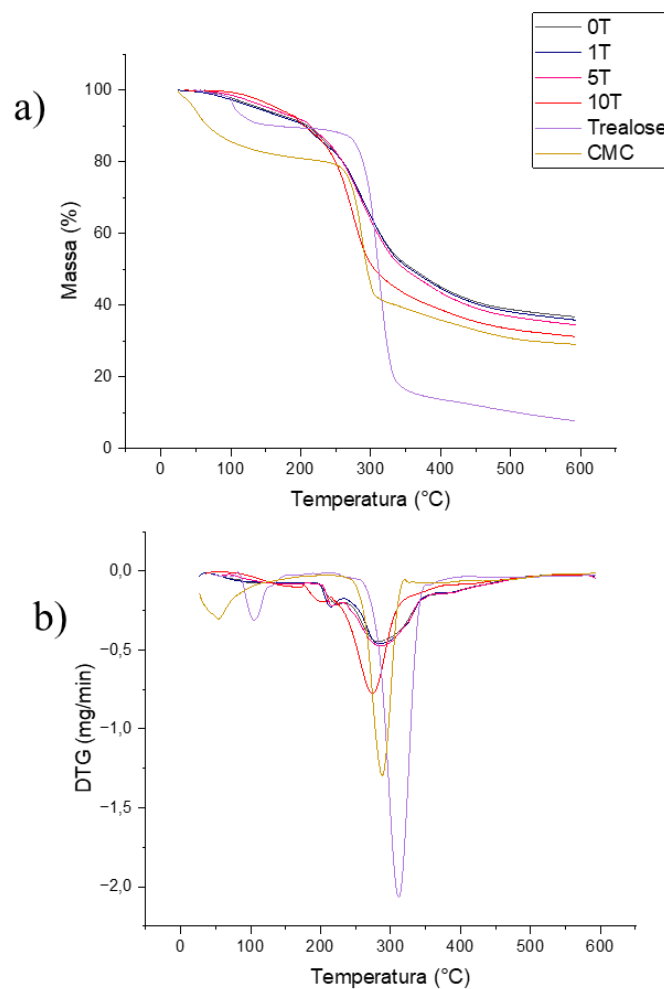 0T
1T
5T
10T
Trealose
CMC
a)
100
80
60
40
20
0
Massa (%)
0 100 200 300 400 500 600
Temperatura (°C)
b)
0,0
−0,5
−1,0
−1,5
−2,0
DTG (mg/min)
0 100 200 300 400 500 600
Temperatura (°C)